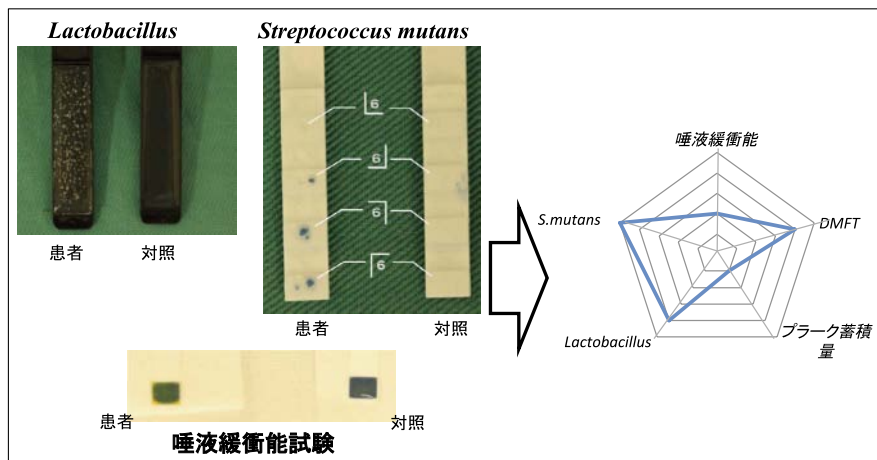 Lactobacillus
Streptococcus mutans
患者
対照
6
6
6
6
患者
対照
患者
対照
唾液緩衝能試験
唾液緩衝能
DMFT
プラーク蓄積
量
Lactobacillus
S.mutans